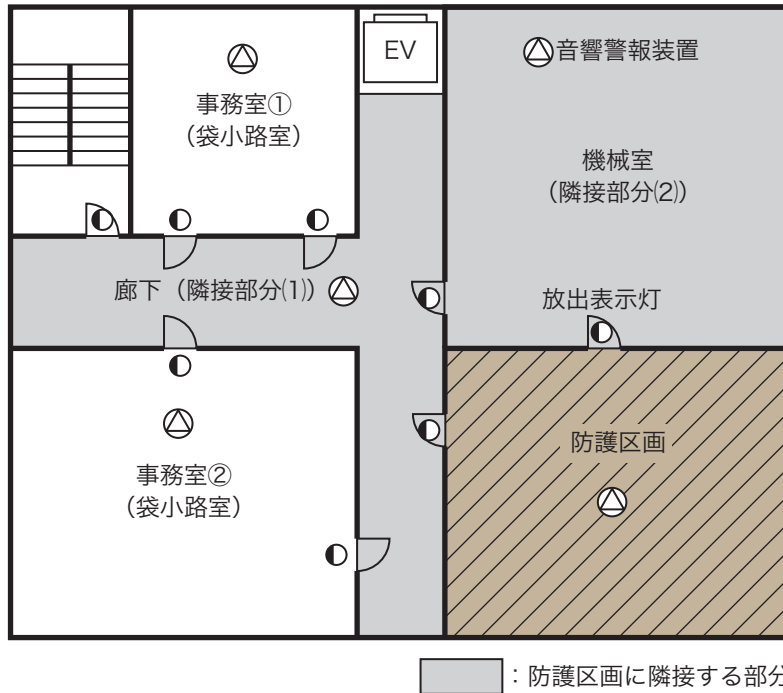 EV
音響警報装置
事務室①
（袋小路室）
機械室
（隣接部分⑵）
廊下（隣接部分⑴）
放出表示灯
防護区画
事務室②
（袋小路室）
：防護区画に隣接する部分